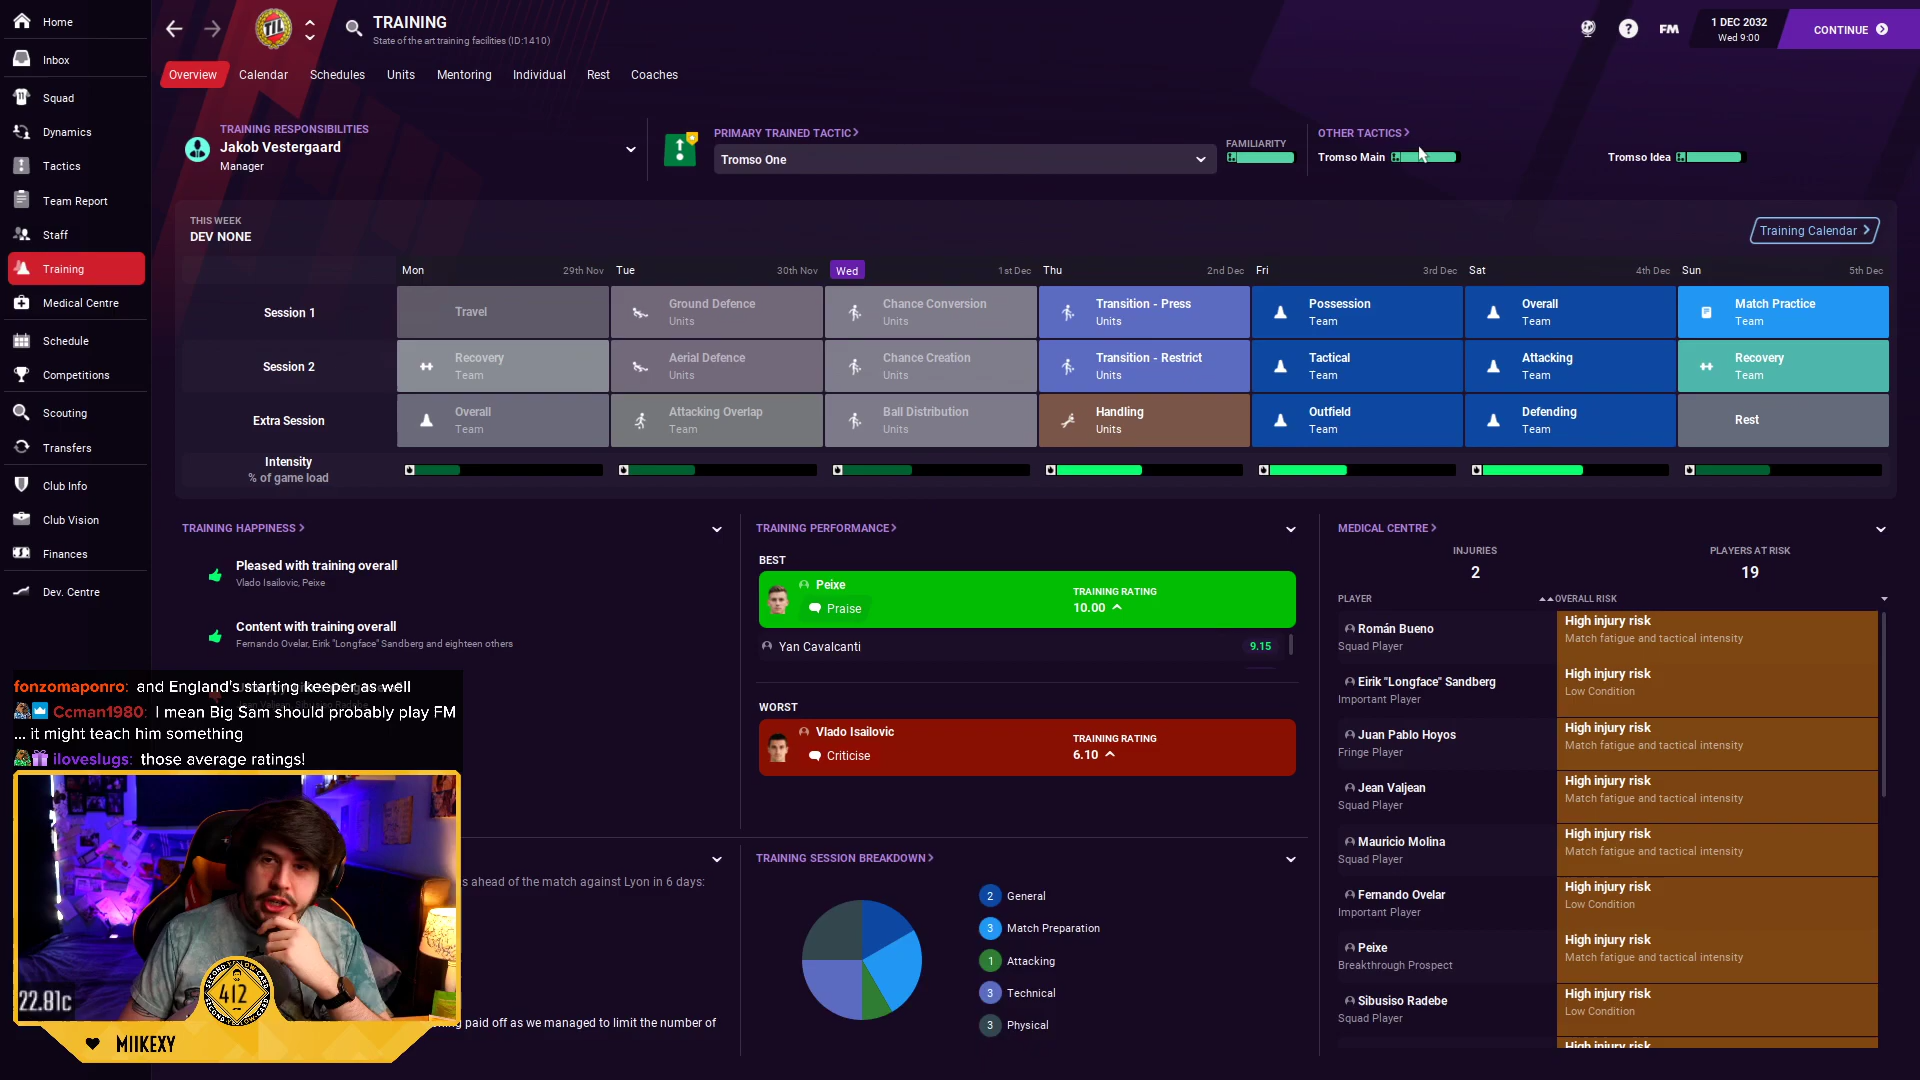 Home
Inbox
Squad
Dynamics
Tactics
Team Report
Staff
Training
Medical Centre
Schedule
Competitions
Scouting
Transfers
Club Info
Club Vision
Finances
Dev. Centre
TIL
TRAINING
State of the art training facilities (ID:1410)
FM
1 DEC 2032
Wed 9:00
CONTINUE
Overview
Calendar
Schedules
Units
Mentoring
Individual
Rest
Coaches
TRAINING RESPONSIBILITIES
Jakob Vestergaard
Manager
PRIMARY TRAINED TACTIC
Tromso One
FAMILIARITY
OTHER TACTICS
Tromso Main
Tromso Idea
THIS WEEK
DEV NONE
Training Calendar
Mon 29th Nov Tue 30th Nov Wed 1st Dec Thu 2nd Dec Fri 3rd Dec Sat 4th Dec Sun 5th Dec
Session 1
Travel
Ground Defence
Units
Chance Conversion
Units
Transition - Press
Units
Possession
Team
Overall
Team
Match Practice
Team
Session 2
Recovery
Team
Aerial Defence
Units
Chance Creation
Units
Transition - Restrict
Units
Tactical
Team
Attacking
Team
Recovery
Team
Extra Session
Overall
Team
Attacking Overlap
Team
Ball Distribution
Units
Handling
Units
Outfield
Team
Defending
Team
Rest
Intensity
% of game load
TRAINING HAPPINESS
Pleased with training overall
Vlado Isailovic, Peixe
Content with training overall
Fernando Ovelar, Eirik "Longface" Sandberg and eighteen others
TRAINING PERFORMANCE
BEST
Peixe
Praise
TRAINING RATING
10.00
Yan Cavalcanti 9.15
WORST
Vlado Isailovic
Criticise
TRAINING RATING
6.10
MEDICAL CENTRE
INJURIES
2
PLAYERS AT RISK
19
PLAYER OVERALL RISK
Román Bueno
Squad Player
High injury risk
Match fatigue and tactical intensity
Eirik "Longface" Sandberg
Important Player
High injury risk
Low Condition
Juan Pablo Hoyos
Fringe Player
High injury risk
Match fatigue and tactical intensity
Jean Valjean
Squad Player
High injury risk
Match fatigue and tactical intensity
Mauricio Molina
Squad Player
High injury risk
Match fatigue and tactical intensity
Fernando Ovelar
Important Player
High injury risk
Low Condition
Peixe
Breakthrough Prospect
High injury risk
Match fatigue and tactical intensity
Sibusiso Radebe
Squad Player
High injury risk
Low Condition
High injury risk
fonzomaponro: and England's starting keeper as well
Ccman1980: I mean Big Sam should probably play FM
... it might teach him something
iloveslugs: those average ratings!
s ahead of the match against Lyon in 6 days:
paid off as we managed to limit the number of
TRAINING SESSION BREAKDOWN
2 General
3 Match Preparation
1 Attacking
3 Technical
3 Physical
22.81c
SECOND YELLOW CARD
412
MIIKEXY